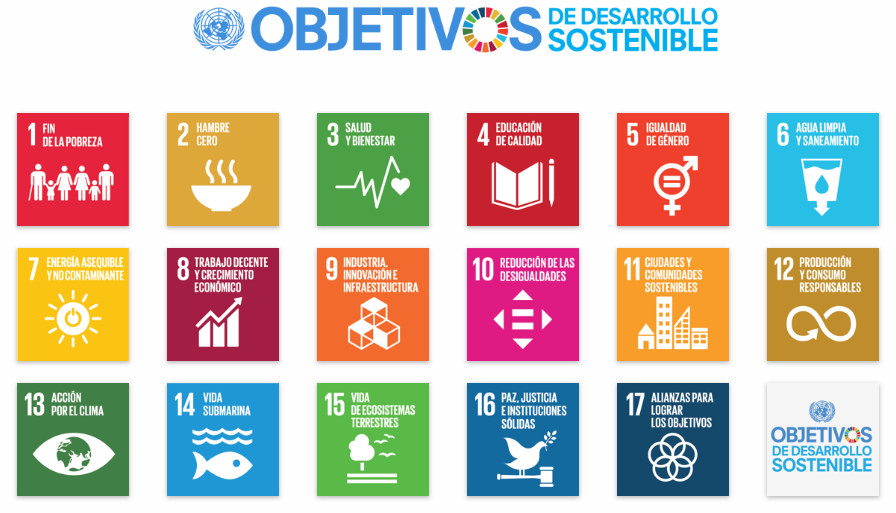 OBJETIVOS DE DESARROLLO
SOSTENIBLE
1 FIN
DE LA POBREZA
2 HAMBRE
CERO
3 SALUD
Y BIENESTAR
4 EDUCACIÓN
DE CALIDAD
5 IGUALDAD
DE GÉNERO
6 AGUA LIMPIA
Y SANEAMIENTO
7 ENERGÍA ASEQUIBLE
Y NO CONTAMINANTE
8 TRABAJO DECENTE
Y CRECIMIENTO
ECONÓMICO
9 INDUSTRIA,
INNOVACIÓN E
INFRAESTRUCTURA
10 REDUCCIÓN DE LAS
DESIGUALDADES
11 CIUDADES Y
COMUNIDADES
SOSTENIBLES
12 PRODUCCIÓN
Y CONSUMO
RESPONSABLES
13 ACCIÓN
POR EL CLIMA
14 VIDA
SUBMARINA
15 VIDA
DE ECOSISTEMAS
TERRESTRES
16 PAZ, JUSTICIA
E INSTITUCIONES
SÓLIDAS
17 ALIANZAS PARA
LOGRAR
LOS OBJETIVOS
OBJETIVOS
DE DESARROLLO
SOSTENIBLE